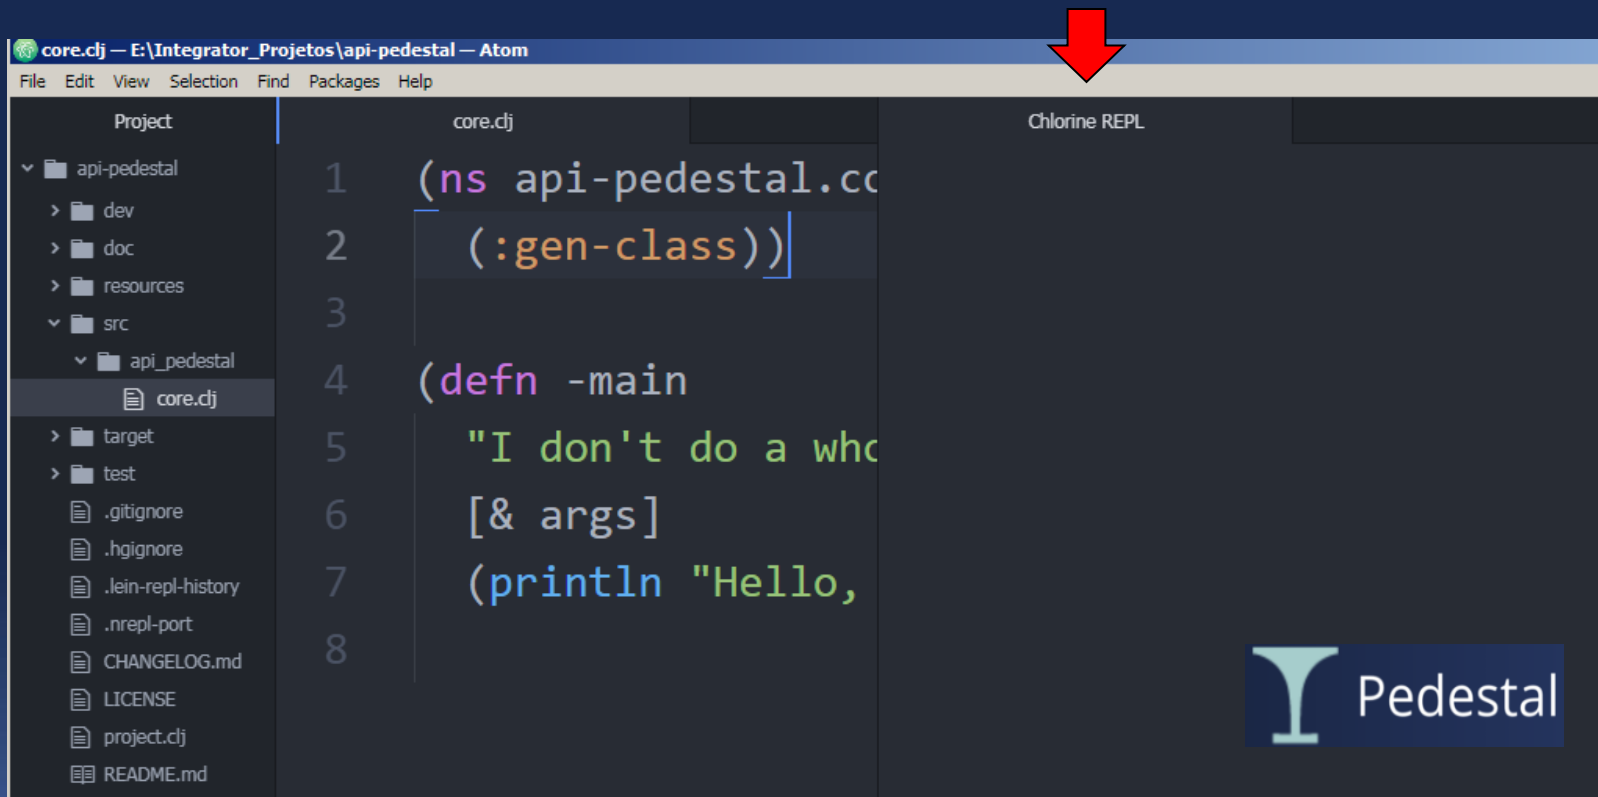 core.clj — E:\Integrator_Projetos\api-pedestal — Atom
File Edit View Selection Find Packages Help
Project
api-pedestal
dev
doc
resources
src
api_pedestal
core.clj
target
test
.gitignore
.hgignore
.lein-repl-history
.nrepl-port
CHANGELOG.md
LICENSE
project.clj
README.md
core.clj
1 (ns api-pedestal.co
2 (:gen-class))
3
4 (defn -main
5 "I don't do a who
6 [& args]
7 (println "Hello,
8
Chlorine REPL
Pedestal